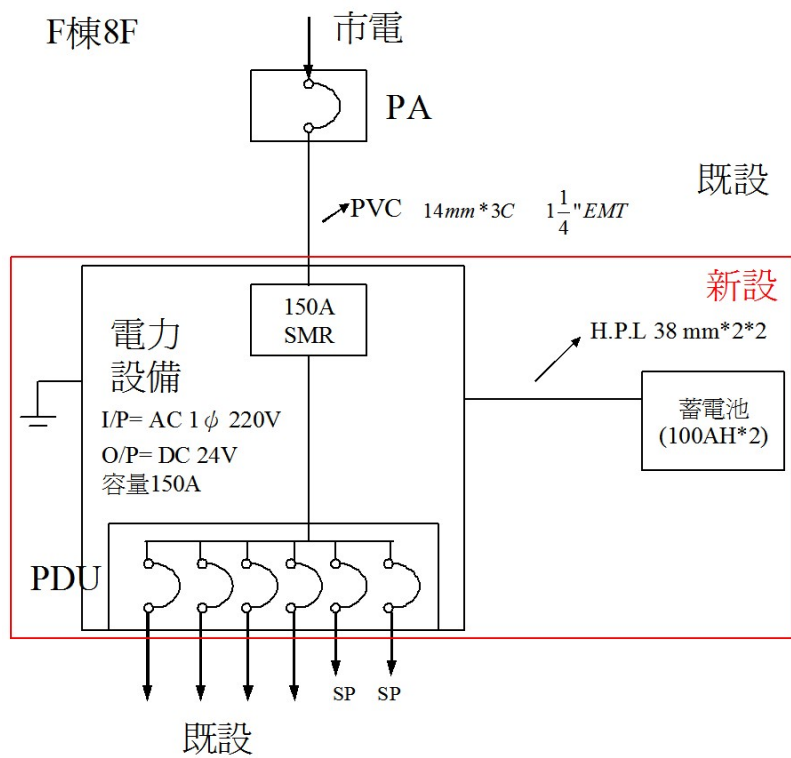 F棟8F
市電
PA
既設
PVC 14mm*3C 1 1/4"EMT
新設
150A
SMR
H.P.L 38 mm*2*2
電力
設備
I/P= AC 1φ 220V
O/P= DC 24V
容量150A
蓄電池
(100AH*2)
PDU
SP SP
既設